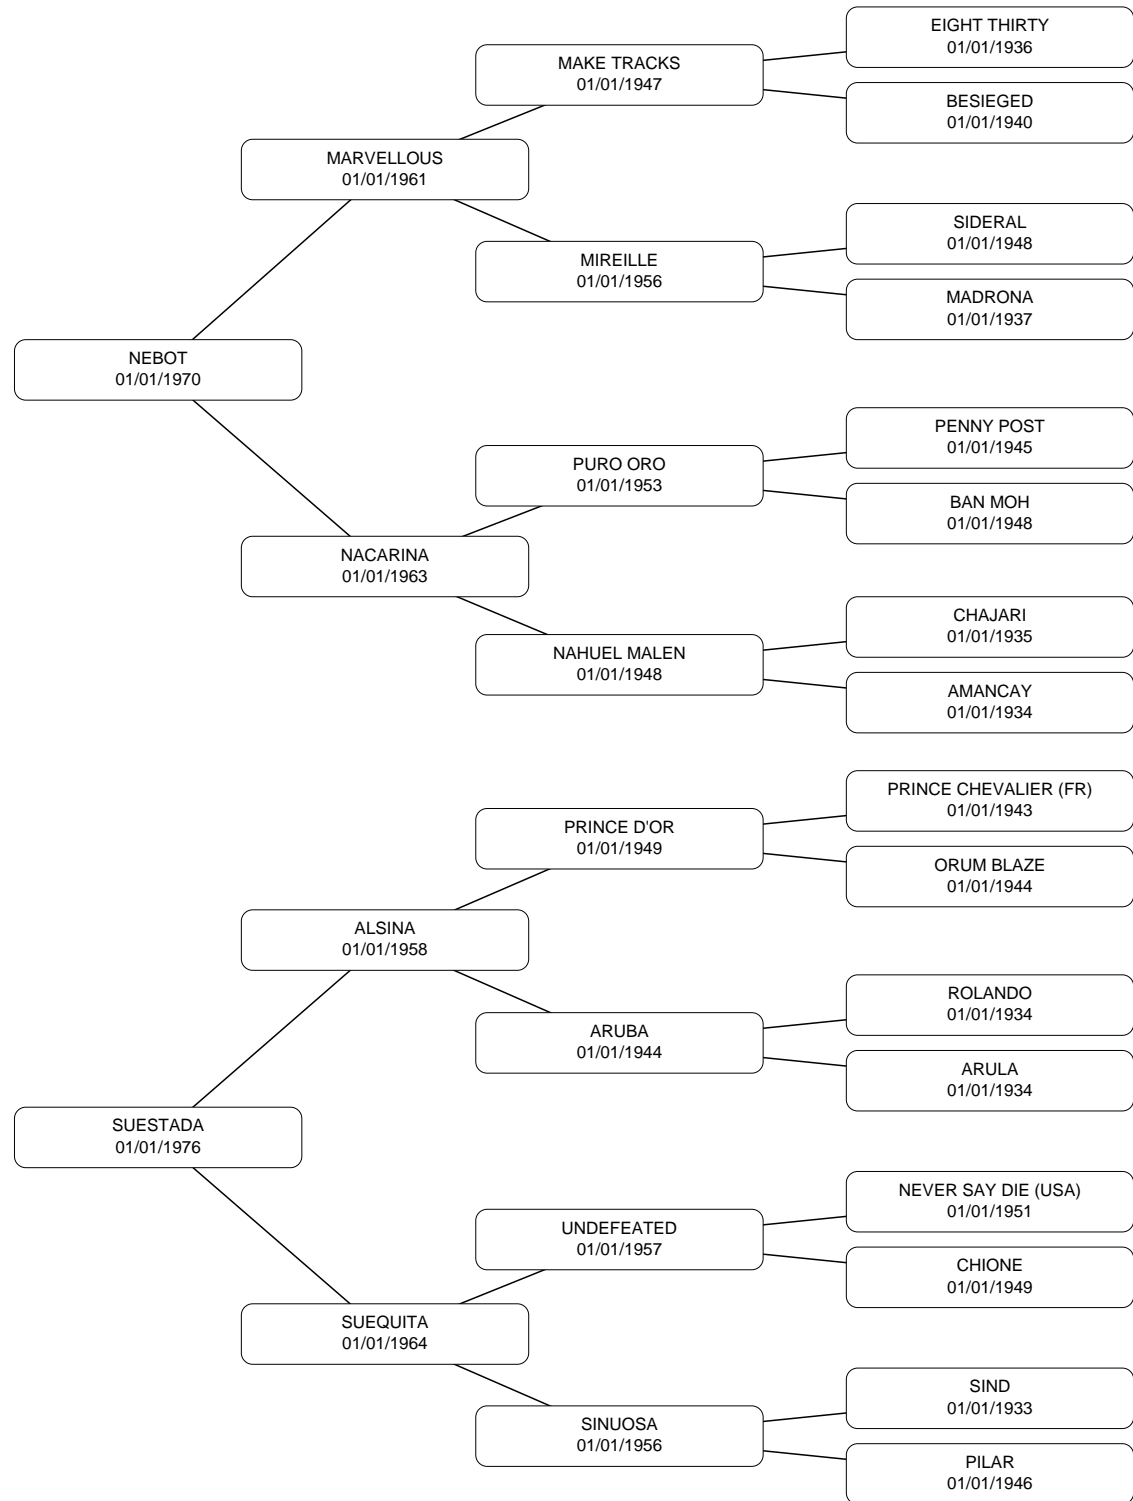 EIGHT THIRTY
01/01/1936
MAKE TRACKS
01/01/1947
BESIEGED
01/01/1940
MARVELLOUS
01/01/1961
SIDERAL
01/01/1948
MIREILLE
01/01/1956
MADRONA
01/01/1937
NEBOT
01/01/1970
PENNY POST
01/01/1945
PURO ORO
01/01/1953
BAN MOH
01/01/1948
NACARINA
01/01/1963
CHAJARI
01/01/1935
NAHUEL MALEN
01/01/1948
AMANCAY
01/01/1934
PRINCE CHEVALIER (FR)
01/01/1943
PRINCE D'OR
01/01/1949
ORUM BLAZE
01/01/1944
ALSINA
01/01/1958
ROLANDO
01/01/1934
ARUBA
01/01/1944
ARULA
01/01/1934
SUESTADA
01/01/1976
NEVER SAY DIE (USA)
01/01/1951
UNDEFEATED
01/01/1957
CHIONE
01/01/1949
SUEQUITA
01/01/1964
SIND
01/01/1933
SINUOSA
01/01/1956
PILAR
01/01/1946